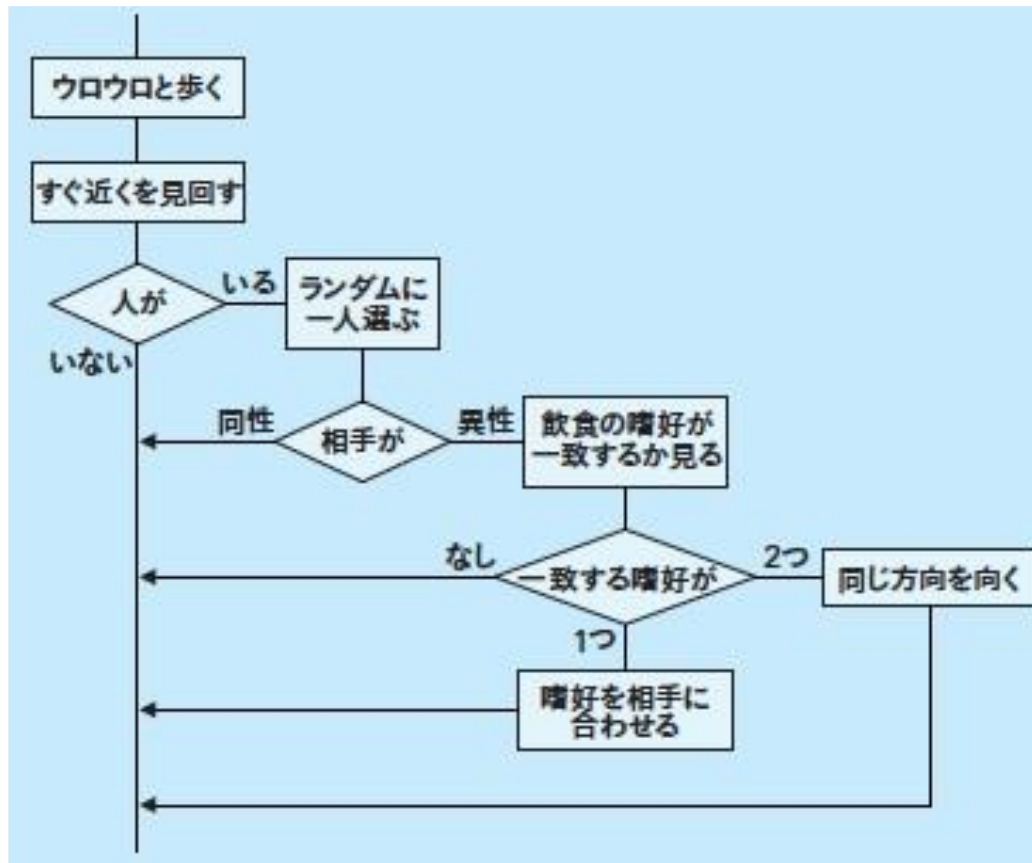 ウロウロと歩く
すぐ近くを見回す
人が
いる
ランダムに
一人選ぶ
いない
同性
相手が
異性
飲食の嗜好が
一致するか見る
なし
一致する嗜好が
2つ
同じ方向を向く
1つ
嗜好を相手に
合わせる